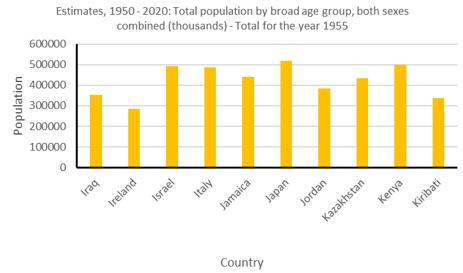 Estimates, 1950 - 2020: Total population by broad age group, both sexes
combined (thousands) - Total for the year 1955
600000
500000
400000
300000
200000
100000
0
Population
Iraq
Ireland
Israel
Italy
Jamaica
Japan
Jordan
Kazakhstan
Kenya
Kiribati
Country